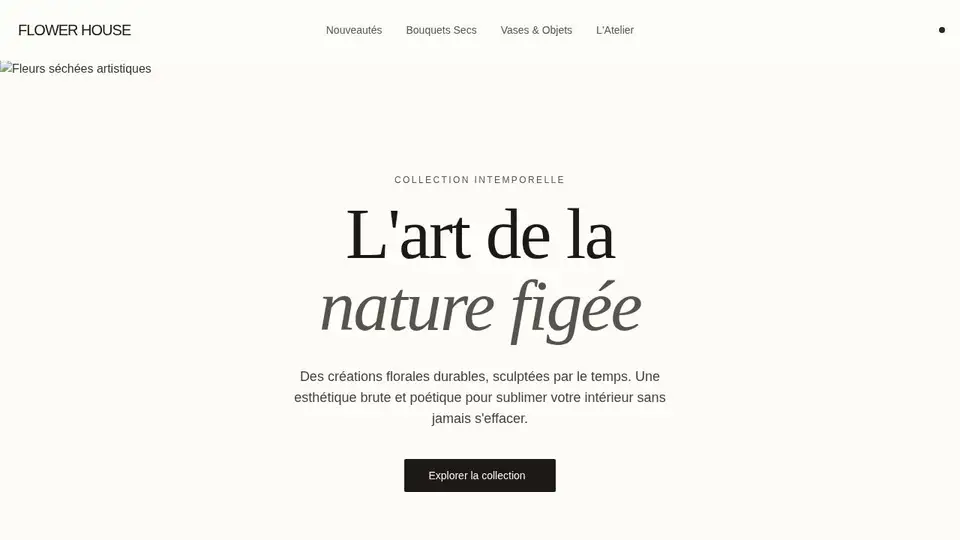 FLOWER HOUSE
Nouveautés
Bouquets Secs
Vases & Objets
L'Atelier
Fleurs séchées artistiques
COLLECTION INTEMPORELLE
L'art de la
nature figée
Des créations florales durables, sculptées par le temps. Une
esthétique brute et poétique pour sublimer votre intérieur sans
jamais s'effacer.
Explorer la collection